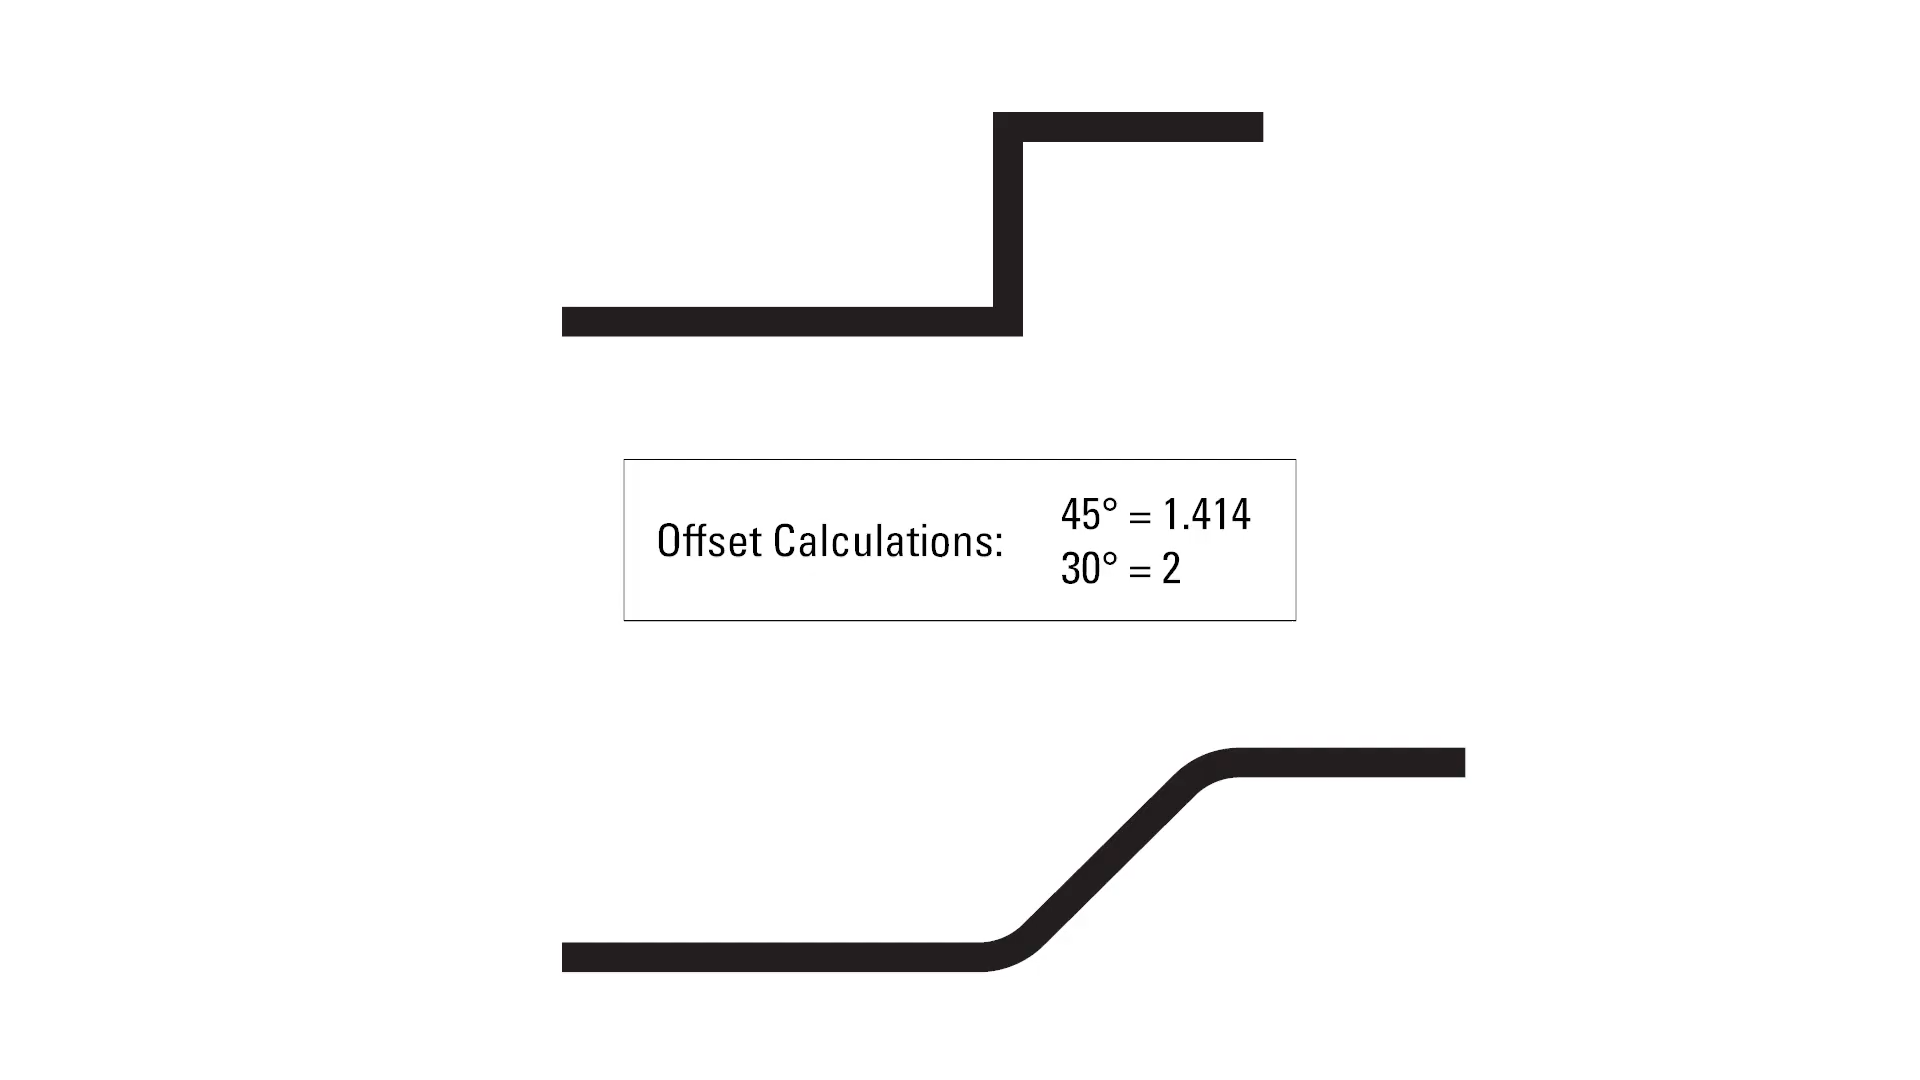 Offset Calculations:
45° = 1.414
30° = 2